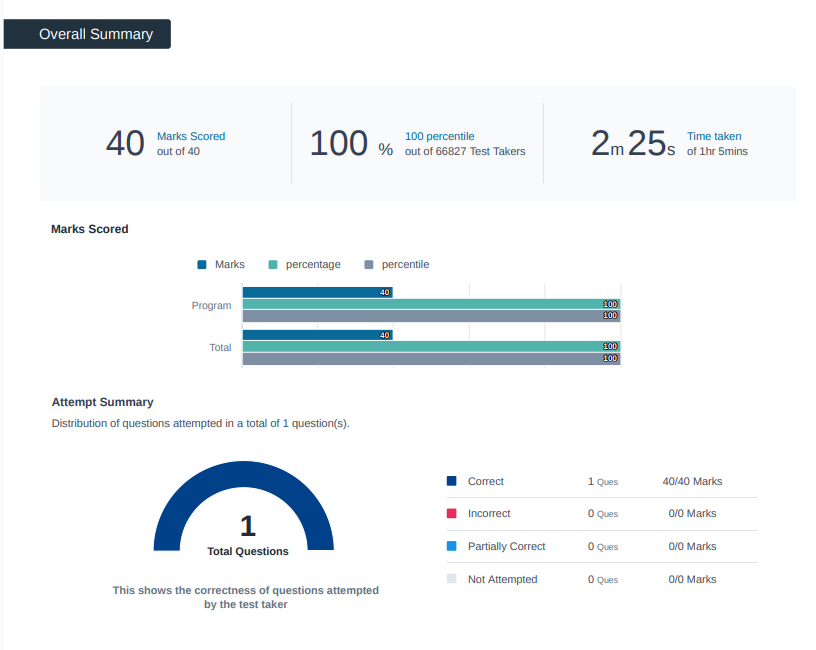 Overall Summary
40 Marks Scored
out of 40
100 % 100 percentile
out of 66827 Test Takers
2m 25s Time taken
of 1hr 5mins
Marks Scored
Marks percentage percentile
Program 40
100
100
Total 40
100
100
Attempt Summary
Distribution of questions attempted in a total of 1 question(s).
1
Total Questions
This shows the correctness of questions attempted
by the test taker
Correct 1 Ques 40/40 Marks
Incorrect 0 Ques 0/0 Marks
Partially Correct 0 Ques 0/0 Marks
Not Attempted 0 Ques 0/0 Marks